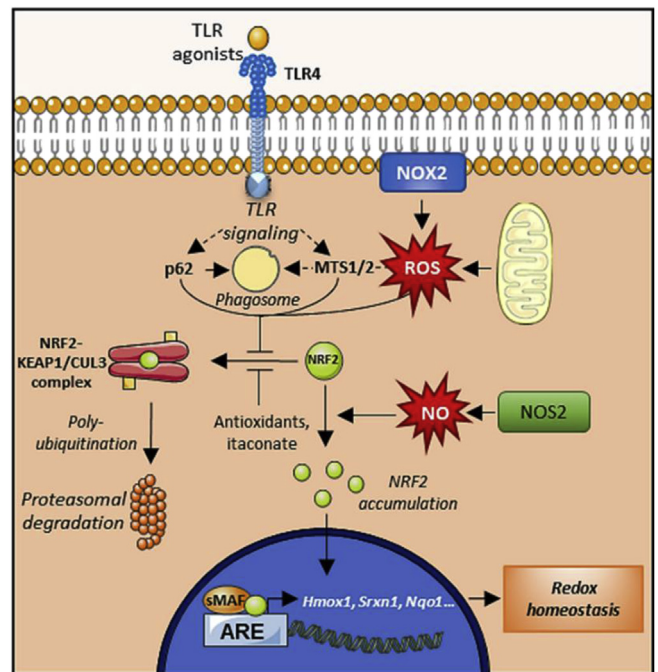 TLR
agonists
TLR4
NOX2
TLR
signaling
p62
MTS1/2
ROS
Phagosome
NRF2-
KEAP1/CUL3
complex
NRF2
Poly-
ubiquitination
Antioxidants,
itaconate
NO
NOS2
Proteasomal
degradation
NRF2
accumulation
sMAF
Hmox1, Srxn1, Nqo1...
ARE
Redox
homeostasis